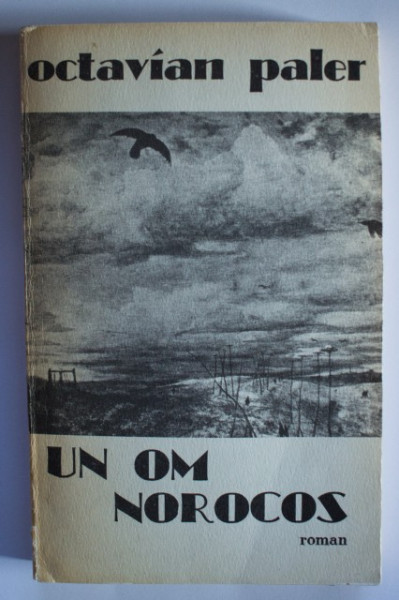 octavian paler
UN OM
NOROCOS
roman